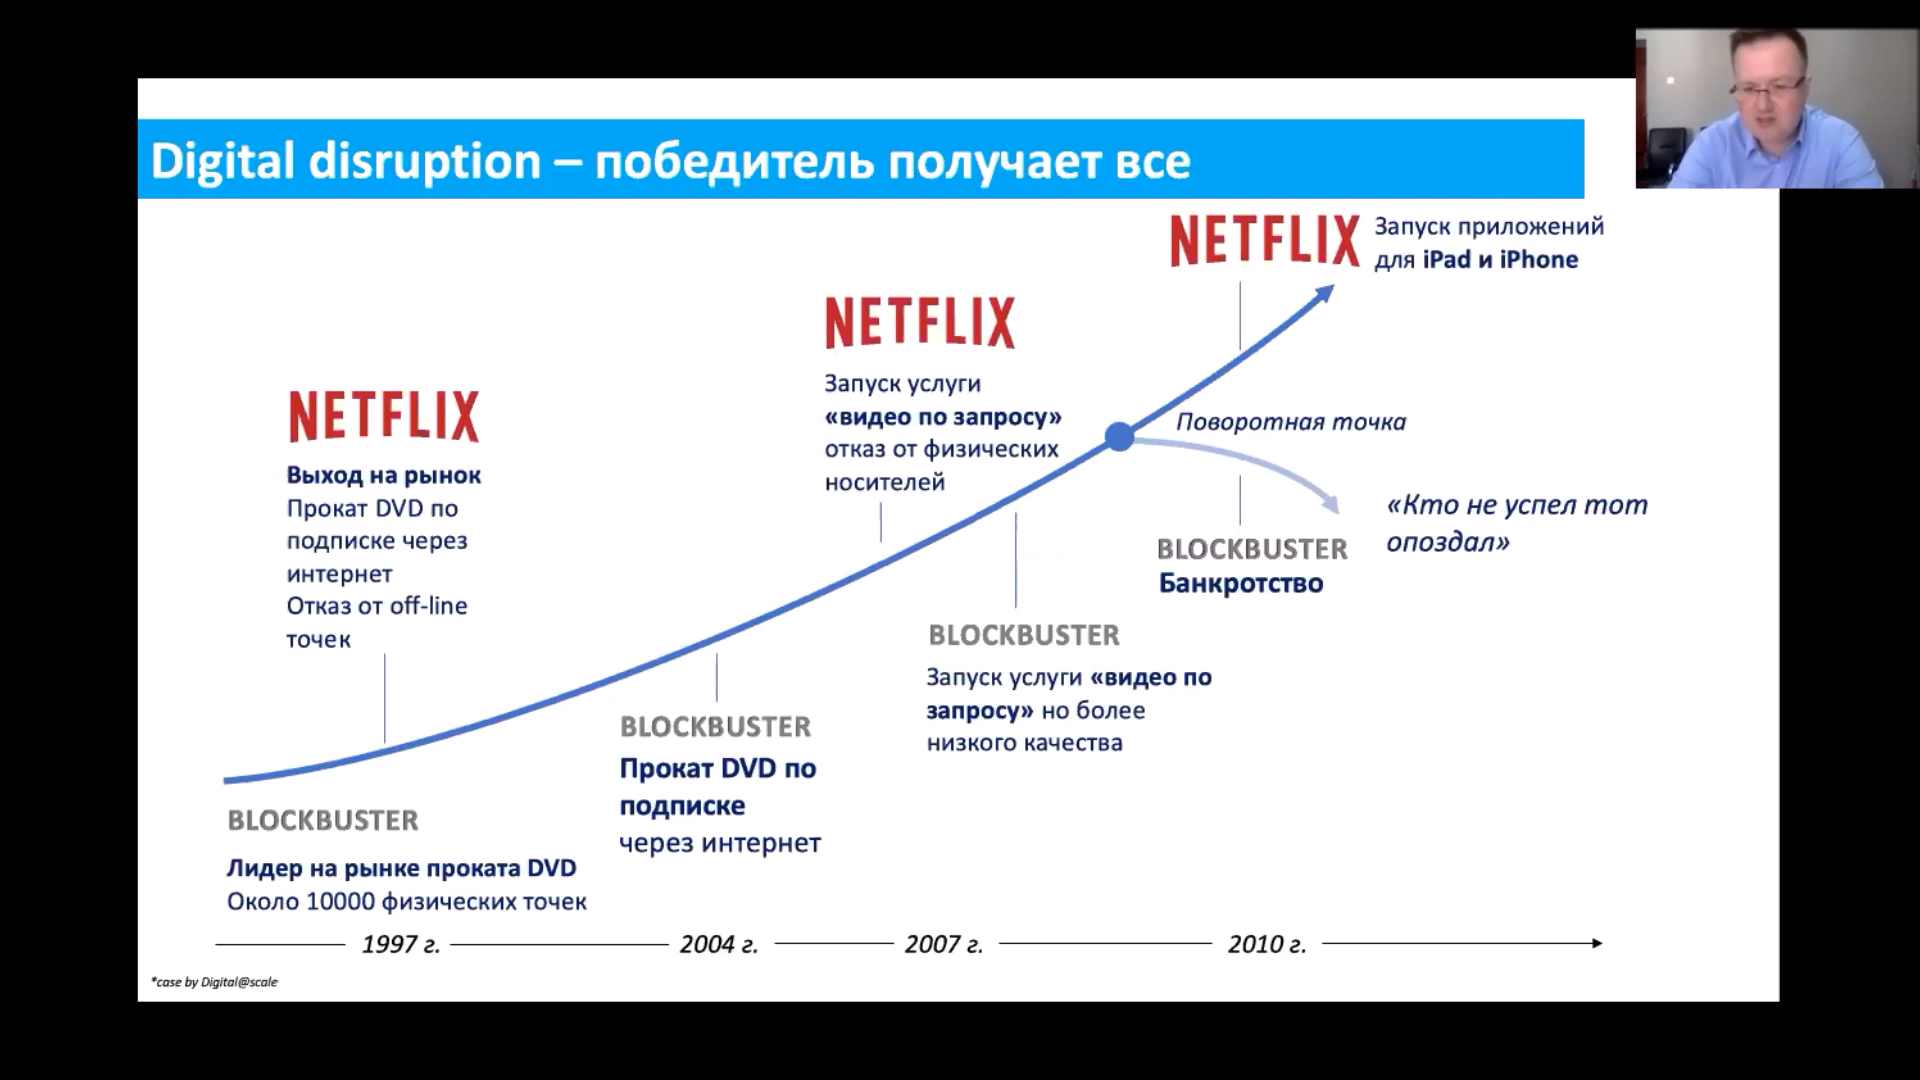 Digital disruption – победитель получает все
NETFLIX
Запуск приложений
для iPad и iPhone
NETFLIX
Запуск услуги
«видео по запросу»
отказ от физических
носителей
NETFLIX
Выход на рынок
Прокат DVD по
подписке через
интернет
Отказ от off-line
точек
Поворотная точка
«Кто не успел тот
опоздал»
BLOCKBUSTER
Банкротство
BLOCKBUSTER
Запуск услуги «видео по
запросу» но более
низкого качества
BLOCKBUSTER
Прокат DVD по
подписке
через интернет
BLOCKBUSTER
Лидер на рынке проката DVD
Около 10000 физических точек
1997 г.
2004 г.
2007 г.
2010 г.
*case by Digital@scale